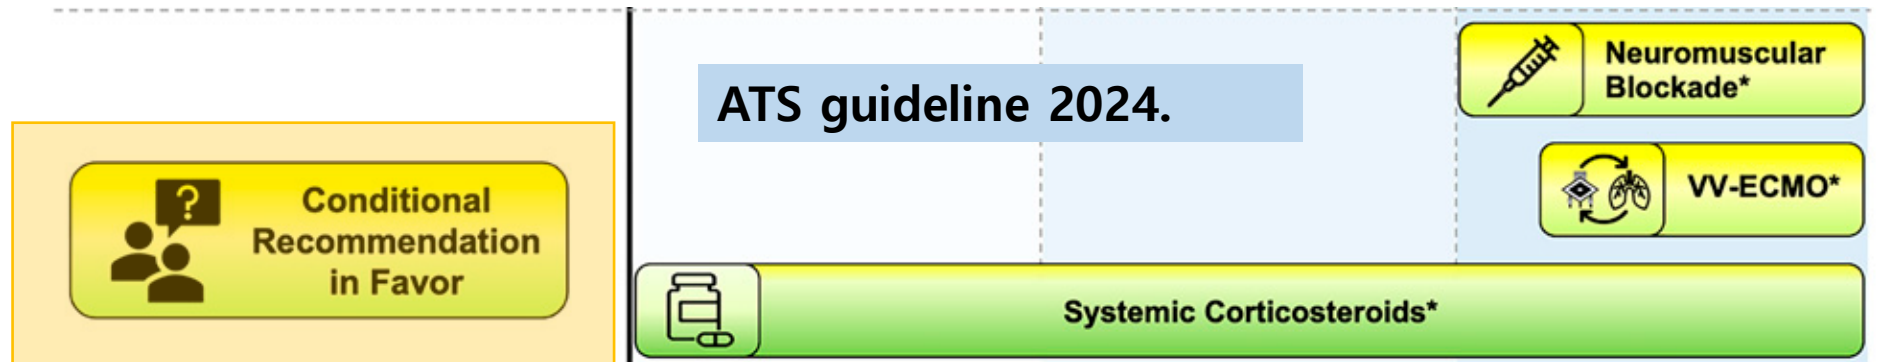 ATS guideline 2024.
Neuromuscular
Blockade*
VV-ECMO*
?
Conditional
Recommendation
in Favor
Systemic Corticosteroids*